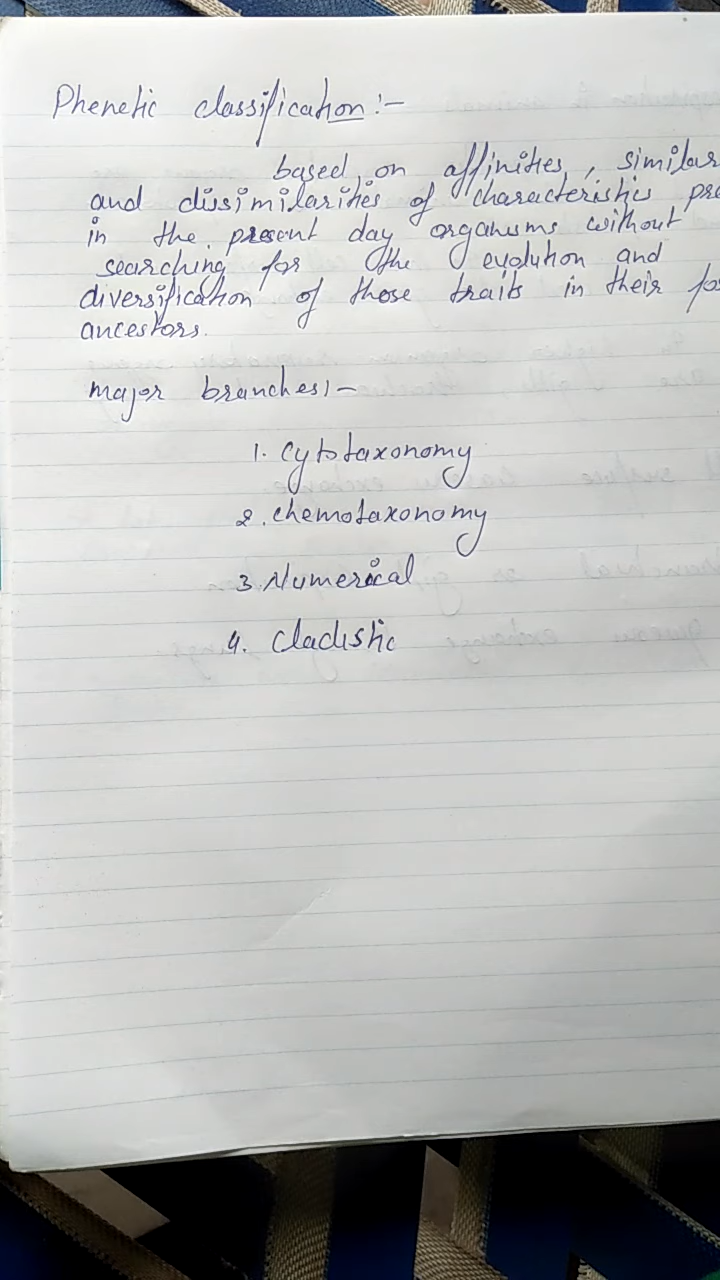 Phenetic classification :-
based on affinities, similar
and dissimilarities of characteristics pre
in the present day organisms without
searching for the evolution and
diversification of those traits in their fo
ancestors.
major branches:-
1. Cytotaxonomy
2. chemotaxonomy
3. Numerical
4. Cladistic